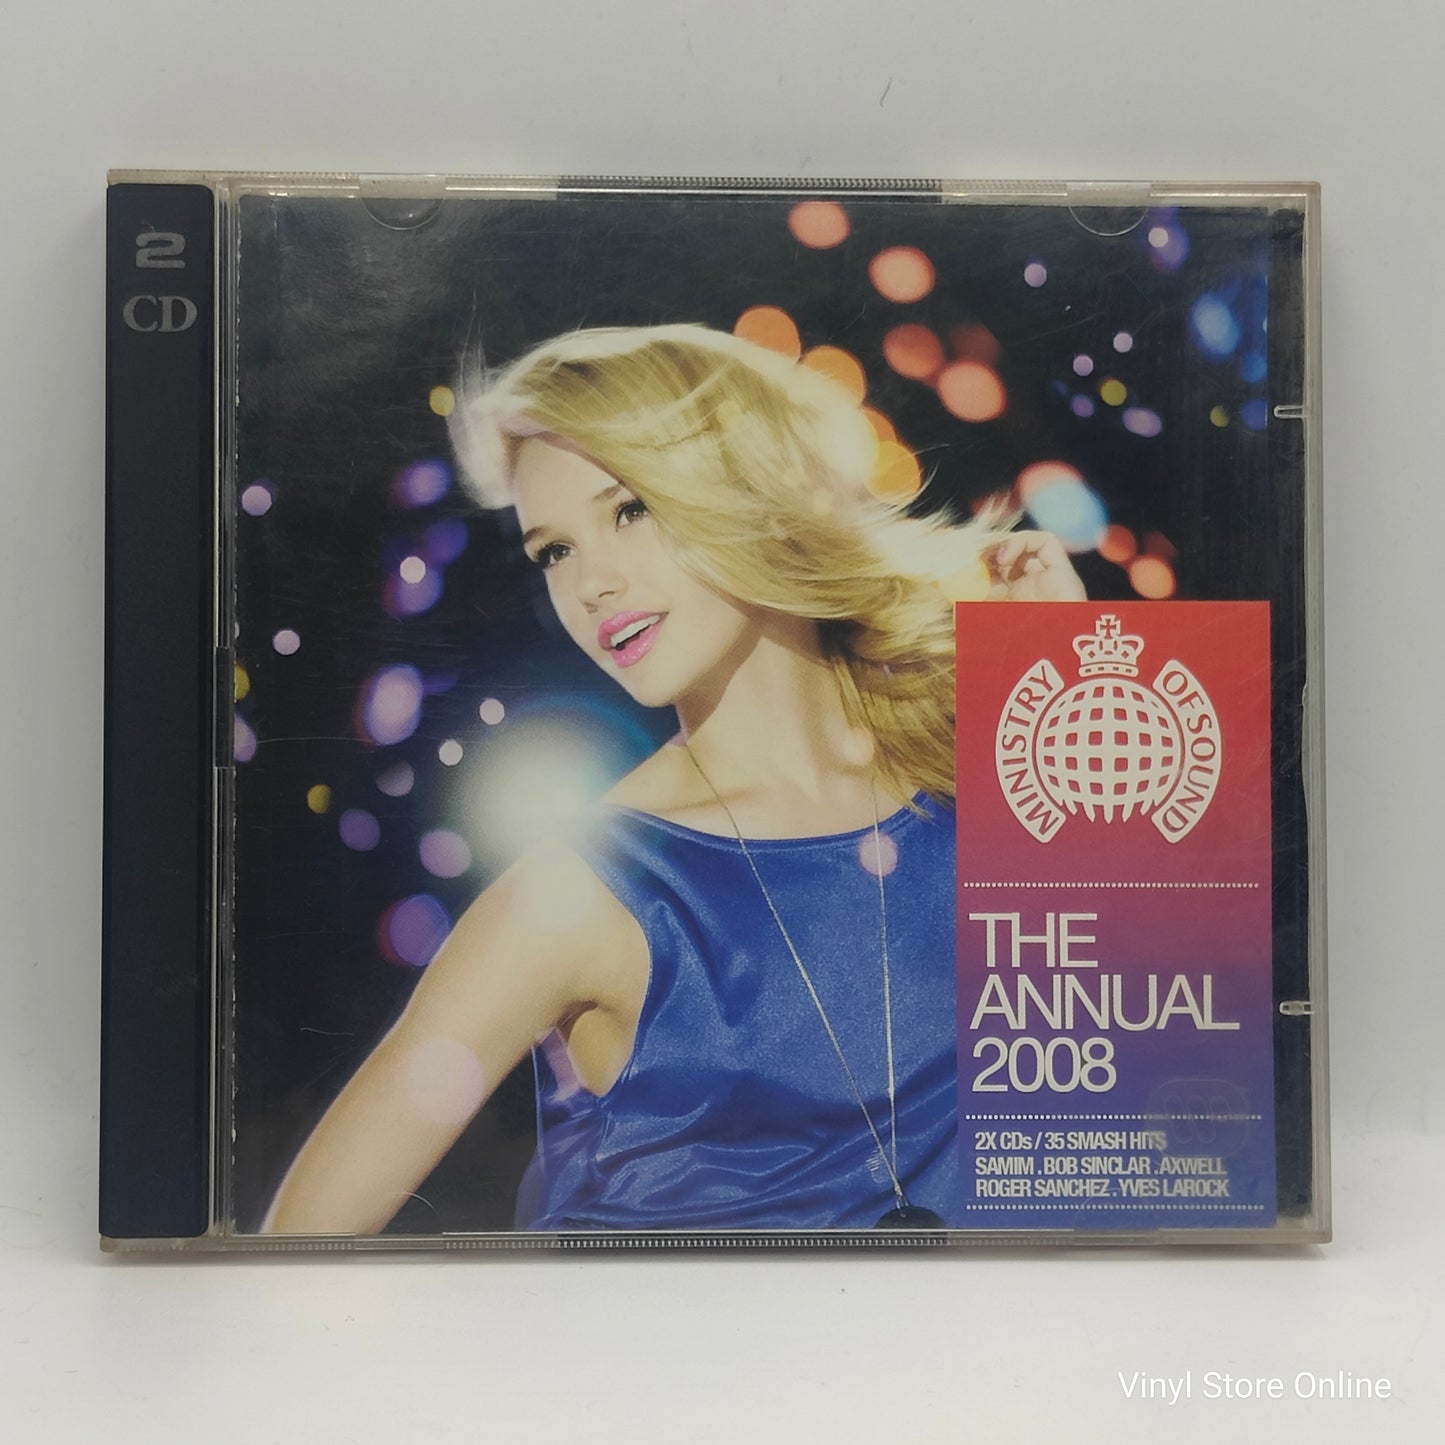 2
CD
MINISTRY OF SOUND
THE
ANNUAL
2008
2X CDs / 35 SMASH HITS
SAMIM . BOB SINCLAR . AXWELL
ROGER SANCHEZ . YVES LAROCK
Vinyl Store Online